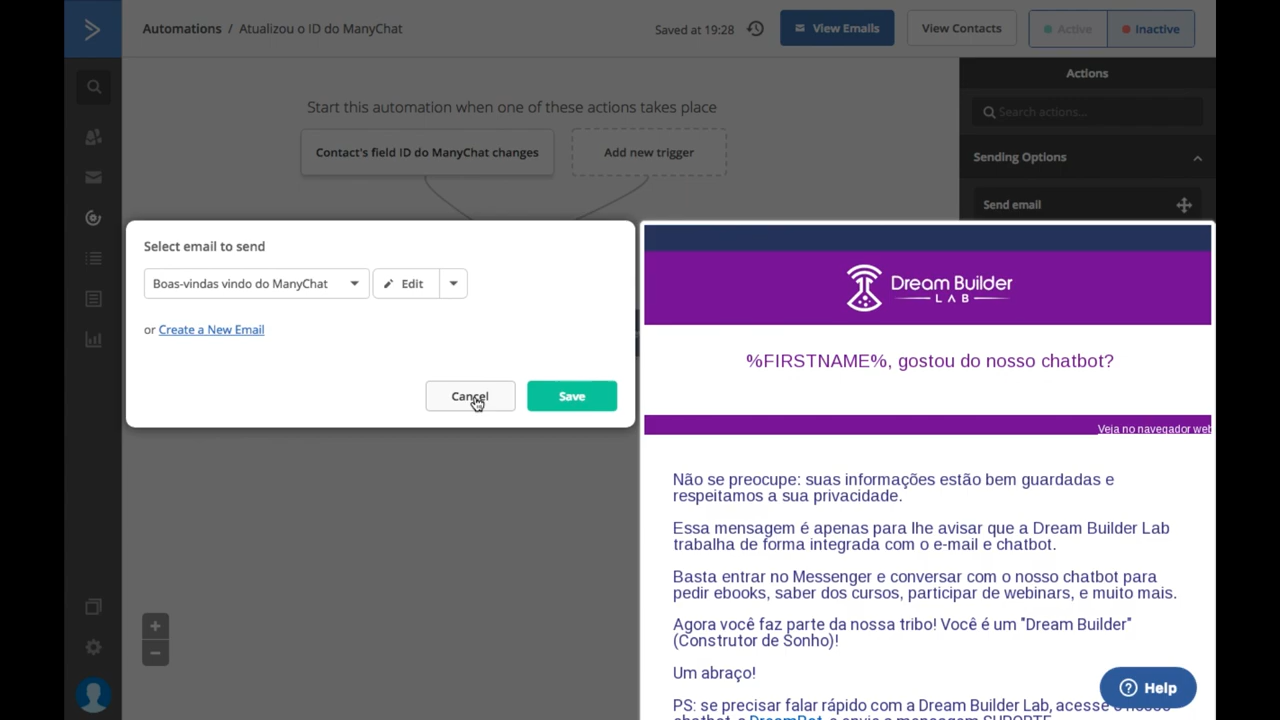 Automations / Atualizou o ID do ManyChat
Saved at 19:28
View Emails
View Contacts
Active
Inactive
Actions
Search actions...
Sending Options
Send email
Start this automation when one of these actions takes place
Contact's field ID do ManyChat changes
Add new trigger
Select email to send
Boas-vindas vindo do ManyChat
Edit
or Create a New Email
Cancel
Save
Dream Builder
LAB
%FIRSTNAME%, gostou do nosso chatbot?
Veja no navegador web
Não se preocupe: suas informações estão bem guardadas e
respeitamos a sua privacidade.
Essa mensagem é apenas para lhe avisar que a Dream Builder Lab
trabalha de forma integrada com o e-mail e chatbot.
Basta entrar no Messenger e conversar com o nosso chatbot para
pedir ebooks, saber dos cursos, participar de webinars, e muito mais.
Agora você faz parte da nossa tribo! Você é um "Dream Builder"
(Construtor de Sonho)!
Um abraço!
PS: se precisar falar rápido com a Dream Builder Lab, acesse o nosso
chatbot, o DreamBot, e envie a mensagem SUPORTE
Help